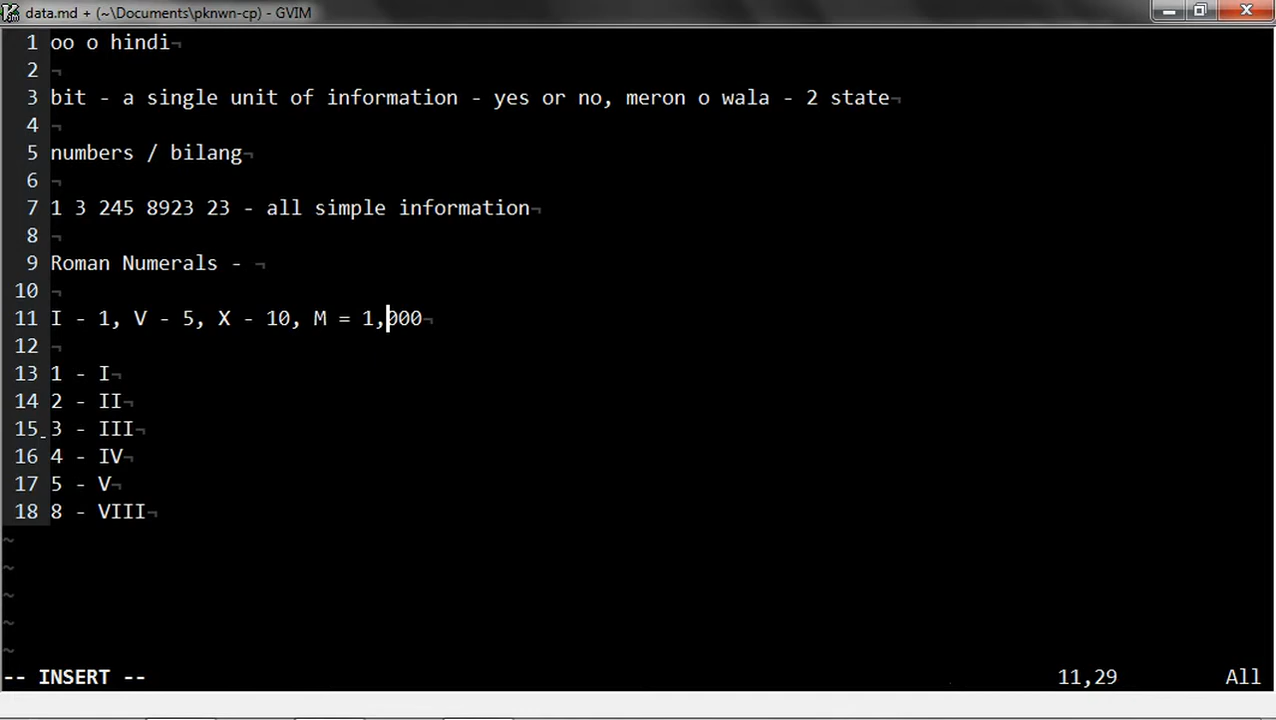 data.md + (~\Documents\pknwn-cp) - GVIM
1 oo o hindi¬
2 ¬
3 bit - a single unit of information - yes or no, meron o wala - 2 state¬
4 ¬
5 numbers / bilang¬
6 ¬
7 1 3 245 8923 23 - all simple information¬
8 ¬
9 Roman Numerals - ¬
10 ¬
11 I - 1, V - 5, X - 10, M = 1,000¬
12 ¬
13 1 - I¬
14 2 - II¬
15 3 - III¬
16 4 - IV¬
17 5 - V¬
18 8 - VIII¬
~
~
~
~
~
-- INSERT -- 11,29 All